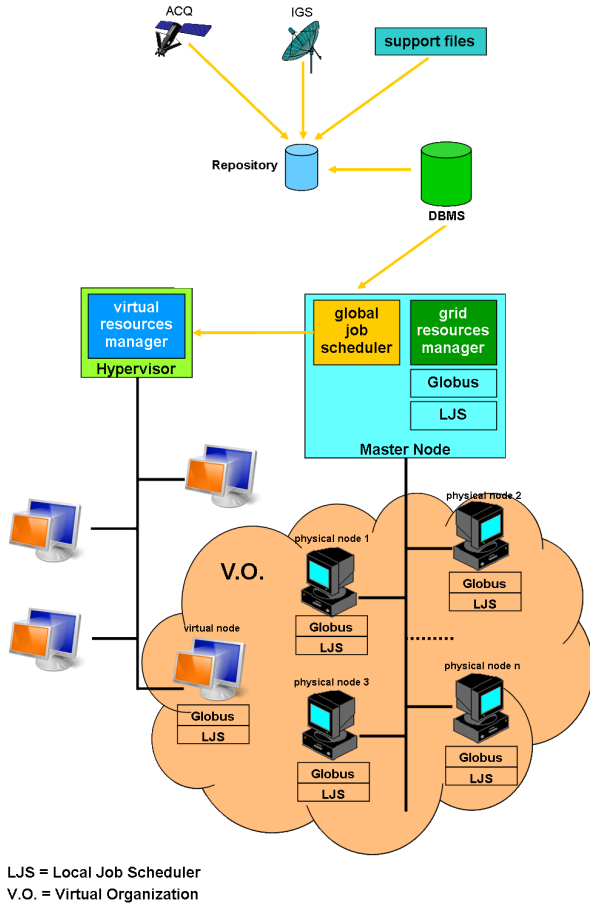 ACQ
IGS
support files
Repository
DBMS
virtual
resources
manager
Hypervisor
global
job
scheduler
grid
resources
manager
Globus
LJS
Master Node
physical node 2
Globus
LJS
physical node 1
V.O.
Globus
LJS
virtual node
Globus
LJS
physical node 3
Globus
LJS
physical node n
Globus
LJS
LJS = Local Job Scheduler
V.O. = Virtual Organization